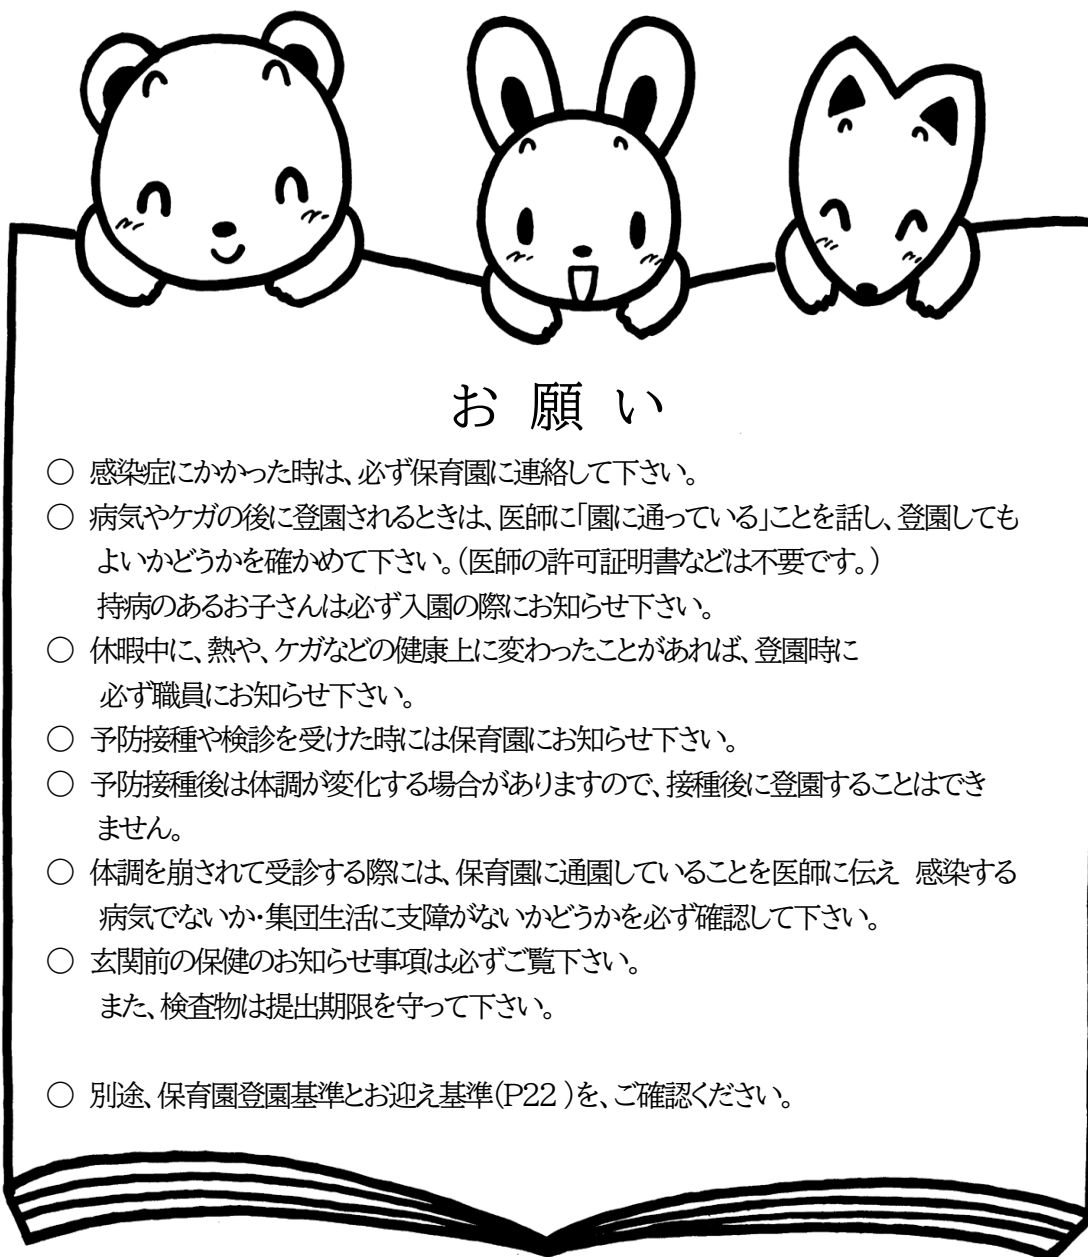 お 願 い
○ 感染症にかかった時は、必ず保育園に連絡して下さい。
○ 病気やケガの後に登園されるときは、医師に「園に通っている」ことを話し、登園しても
よいかどうかを確かめて下さい。（医師の許可証明書などは不要です。）
持病のあるお子さんは必ず入園の際にお知らせ下さい。
○ 休暇中に、熱や、ケガなどの健康上に変わったことがあれば、登園時に
必ず職員にお知らせ下さい。
○ 予防接種や検診を受けた時には保育園にお知らせ下さい。
○ 予防接種後は体調が変化する場合がありますので、接種後に登園することはでき
ません。
○ 体調を崩されて受診する際には、保育園に通園していることを医師に伝え　感染する
病気でないか・集団生活に支障がないかどうかを必ず確認して下さい。
○ 玄関前の保健のお知らせ事項は必ずご覧下さい。
また、検査物は提出期限を守って下さい。
○ 別途、保育園登園基準とお迎え基準（P22 ）を、ご確認ください。